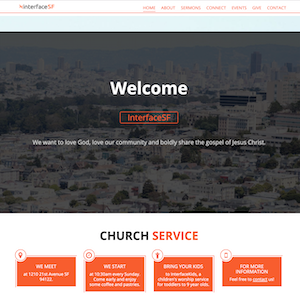 InterfaceSF
HOME ABOUT SERMONS CONNECT EVENTS GIVE CONTACT
Welcome
InterfaceSF
We want to love God, love our community and boldly share the gospel of Jesus Christ.
CHURCH SERVICE
WE MEET
at 1210 21st Avenue SF
94122.
WE START
at 10:30am every Sunday.
Come early and enjoy
some coffee and pastries.
BRING YOUR KIDS
to InterfaceKids, a
children's worship service
for toddlers to 9 year olds.
FOR MORE
INFORMATION
Feel free to contact us!